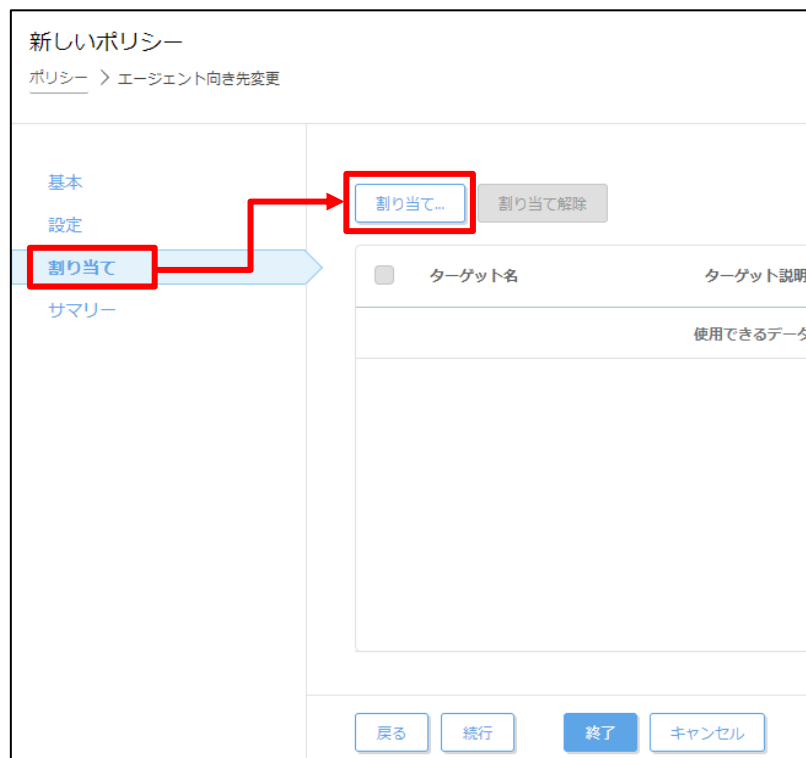 新しいポリシー
ポリシー > エージェント向き先変更
基本
設定
割り当て
サマリー
割り当て... 割り当て解除
ターゲット名 ターゲット説明
使用できるデータ
戻る 続行 終了 キャンセル